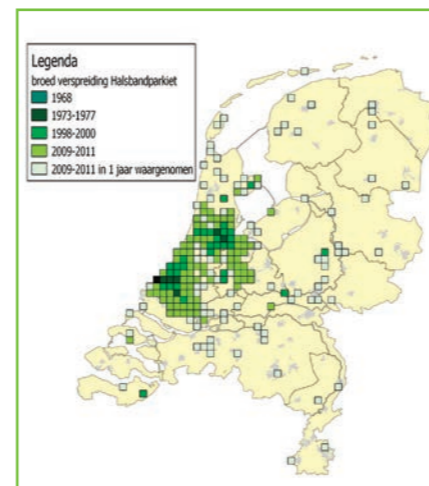 Legenda
broed verspreiding Halsbandparkiet
1968
1973-1977
1998-2000
2009-2011
2009-2011 in 1 jaar waargenomen